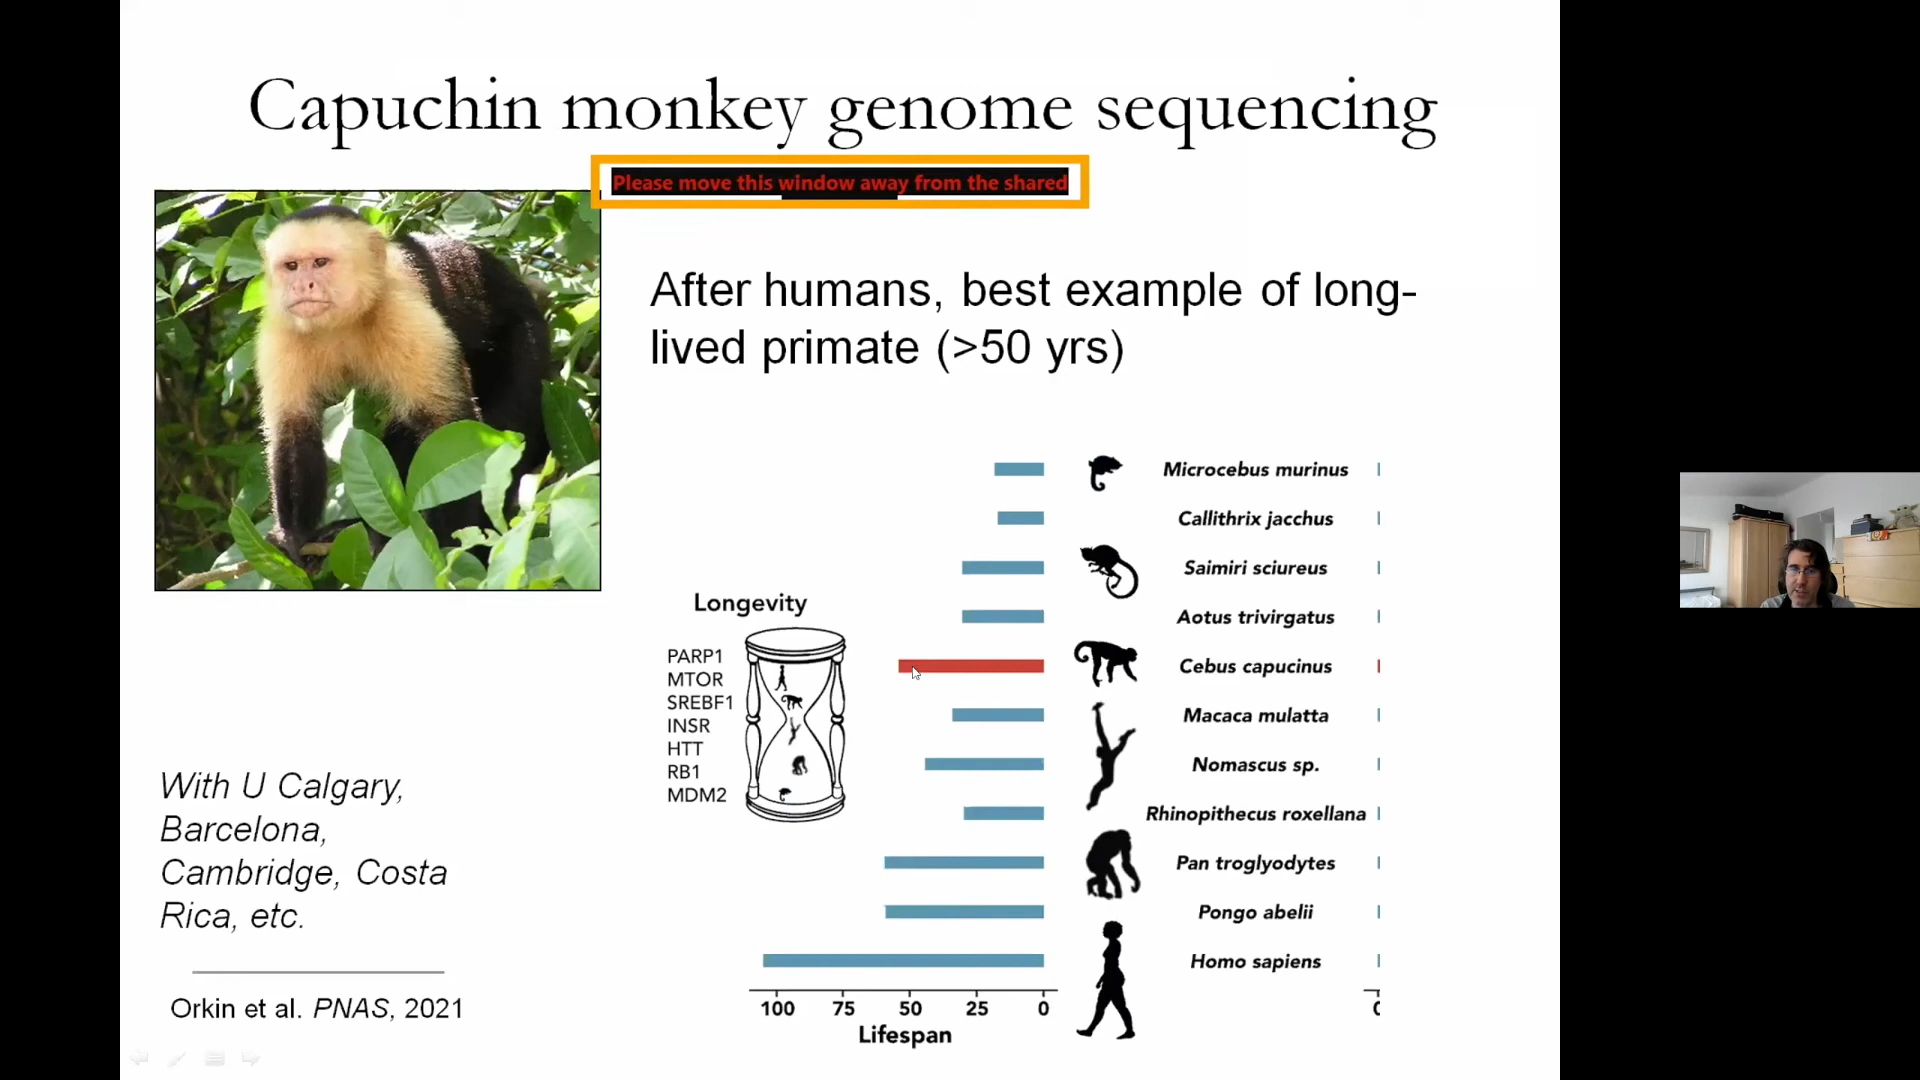 Capuchin monkey genome sequencing
Please move this window away from the shared
After humans, best example of long-
lived primate (>50 yrs)
Longevity
PARP1
MTOR
SREBF1
INSR
HTT
RB1
MDM2
Microcebus murinus
Callithrix jacchus
Saimiri sciureus
Aotus trivirgatus
Cebus capucinus
Macaca mulatta
Nomascus sp.
Rhinopithecus roxellana
Pan troglyodytes
Pongo abelii
Homo sapiens
100 75 50 25 0
Lifespan
With U Calgary,
Barcelona,
Cambridge, Costa
Rica, etc.
Orkin et al. PNAS, 2021